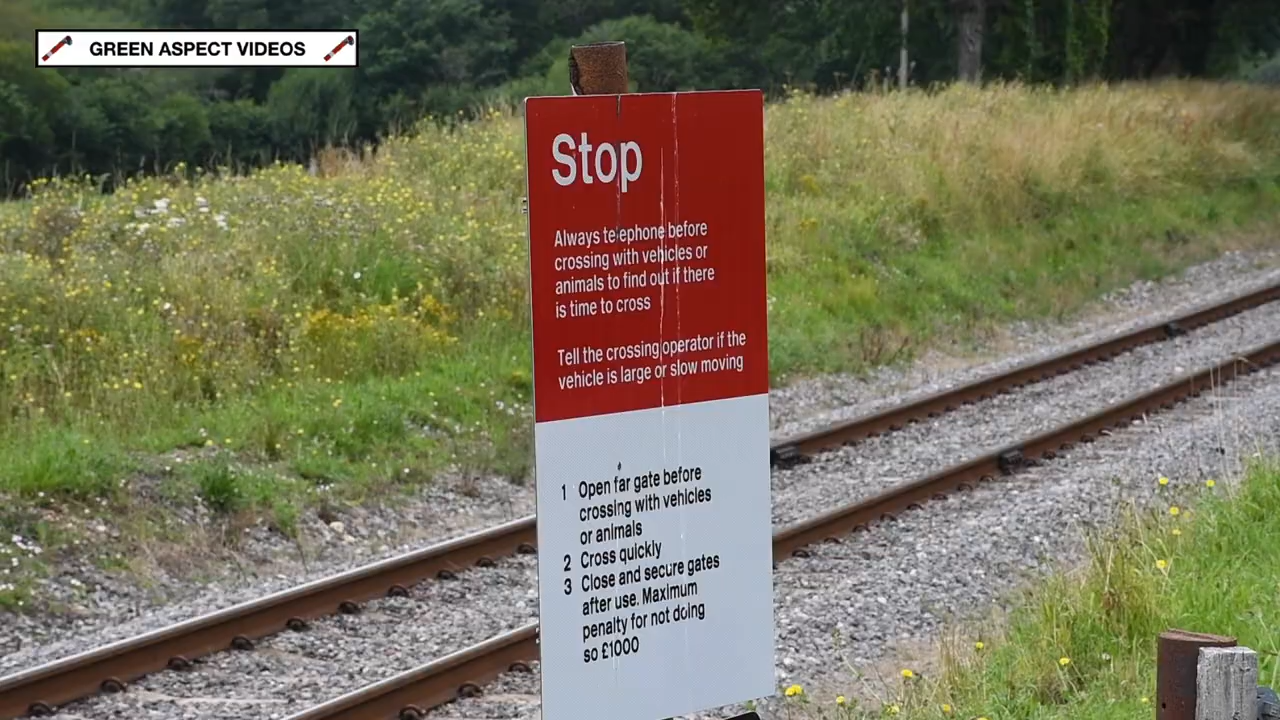 GREEN ASPECT VIDEOS
Stop
Always telephone before
crossing with vehicles or
animals to find out if there
is time to cross
Tell the crossing operator if the
vehicle is large or slow moving
1 Open far gate before
crossing with vehicles
or animals
2 Cross quickly
3 Close and secure gates
after use. Maximum
penalty for not doing
so £1000